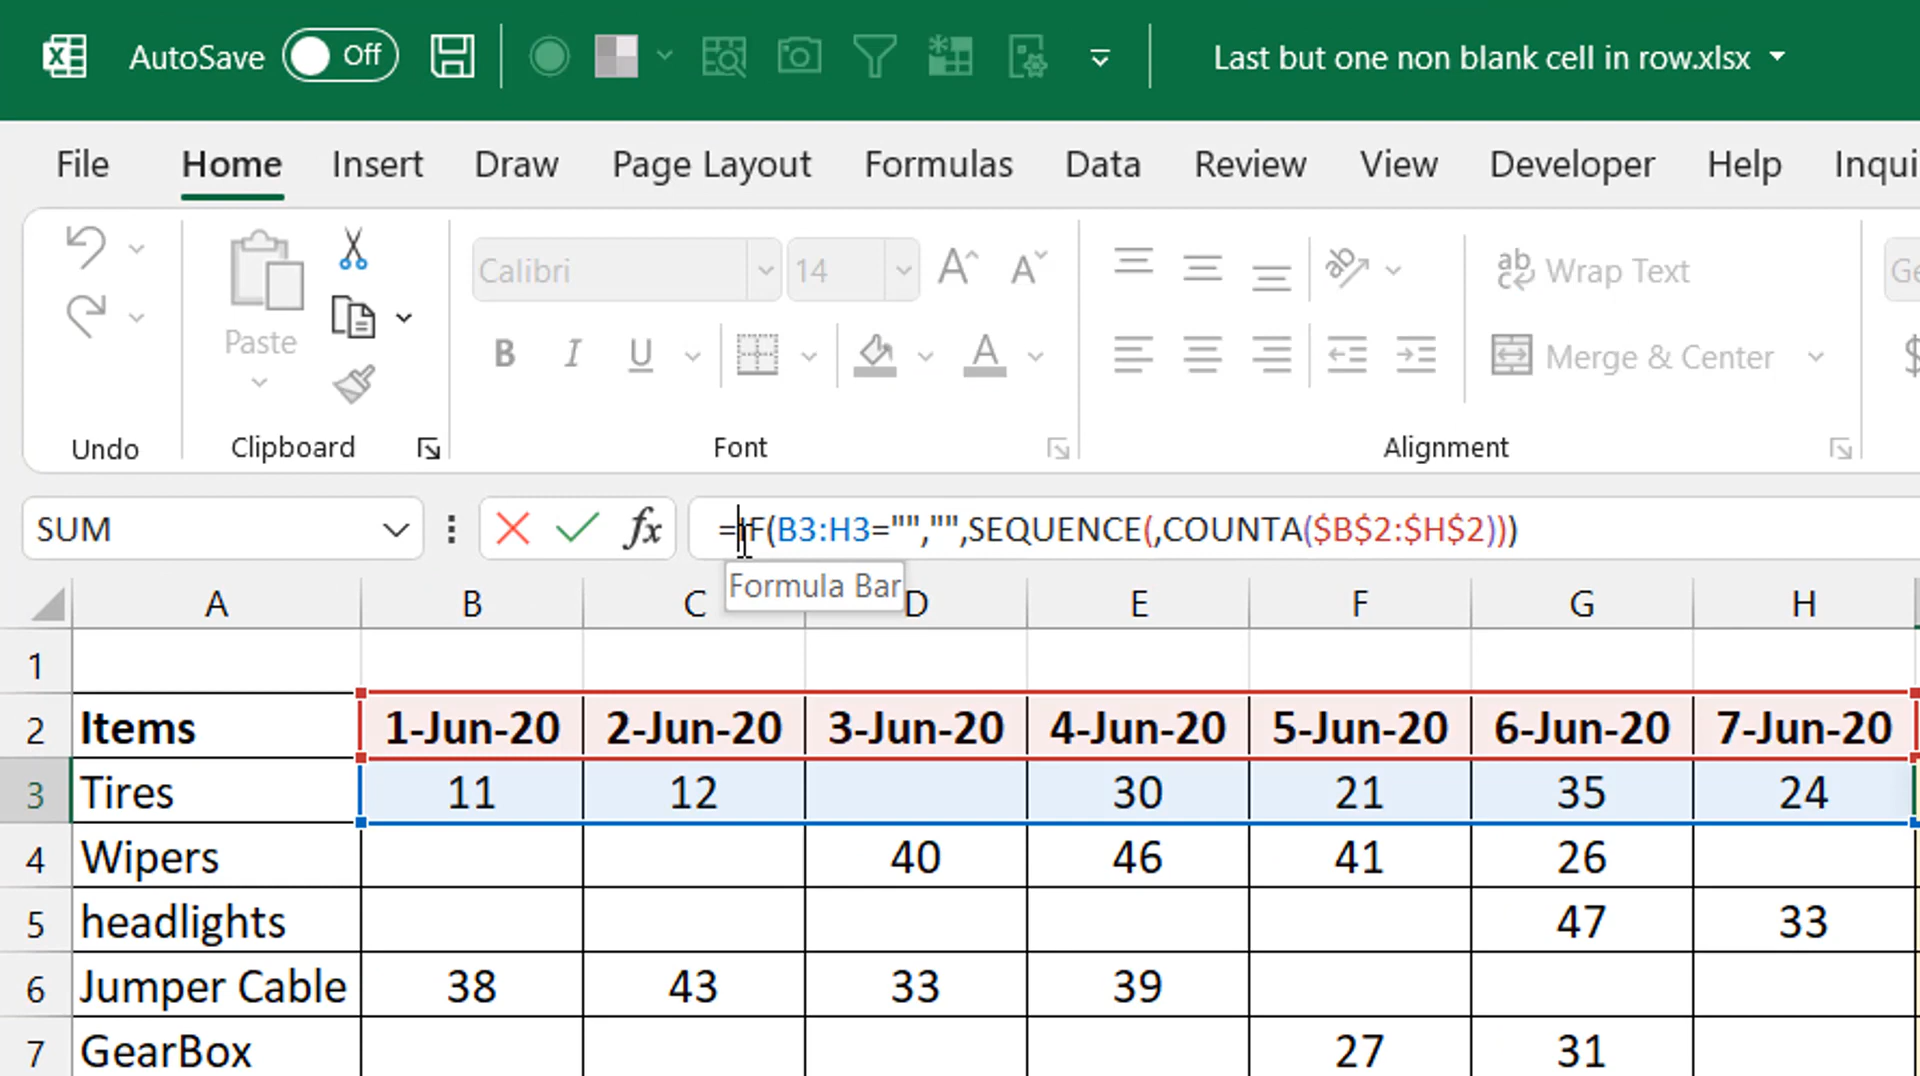 AutoSave Off Last but one non blank cell in row.xlsx
File Home Insert Draw Page Layout Formulas Data Review View Developer Help Inqui
Calibri 14 ab Wrap Text Ge
Paste B I U A Merge & Center $
Undo Clipboard Font Alignment
SUM fx =IF(B3:H3="","",SEQUENCE(,COUNTA($B$2:$H$2)))
Formula Bar
A B C D E F G H
1
2 Items 1-Jun-20 2-Jun-20 3-Jun-20 4-Jun-20 5-Jun-20 6-Jun-20 7-Jun-20
3 Tires 11 12 30 21 35 24
4 Wipers 40 46 41 26
5 headlights 47 33
6 Jumper Cable 38 43 33 39
7 GearBox 27 31